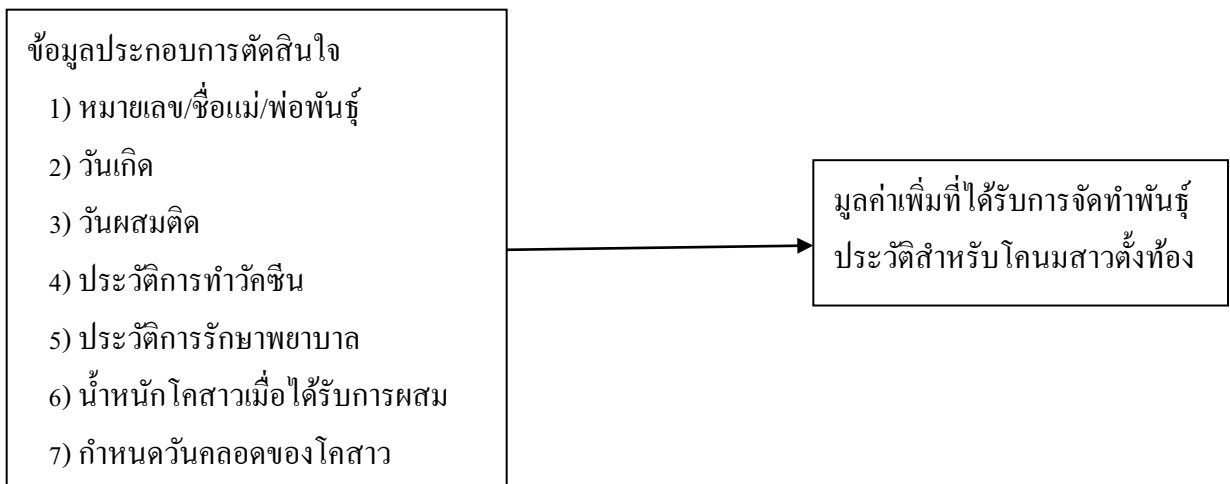 ข้อมูลประกอบการตัดสินใจ
1) หมายเลข/ชื่อแม่/พ่อพันธุ์
2) วันเกิด
3) วันผสมติด
4) ประวัติการทำวัคซีน
5) ประวัติการรักษาพยาบาล
6) น้ำหนักโคสาวเมื่อได้รับการผสม
7) กำหนดวันคลอดของโคสาว
มูลค่าเพิ่มที่ได้รับการจัดทำพันธุ์
ประวัติสำหรับโคนมสาวตั้งท้อง